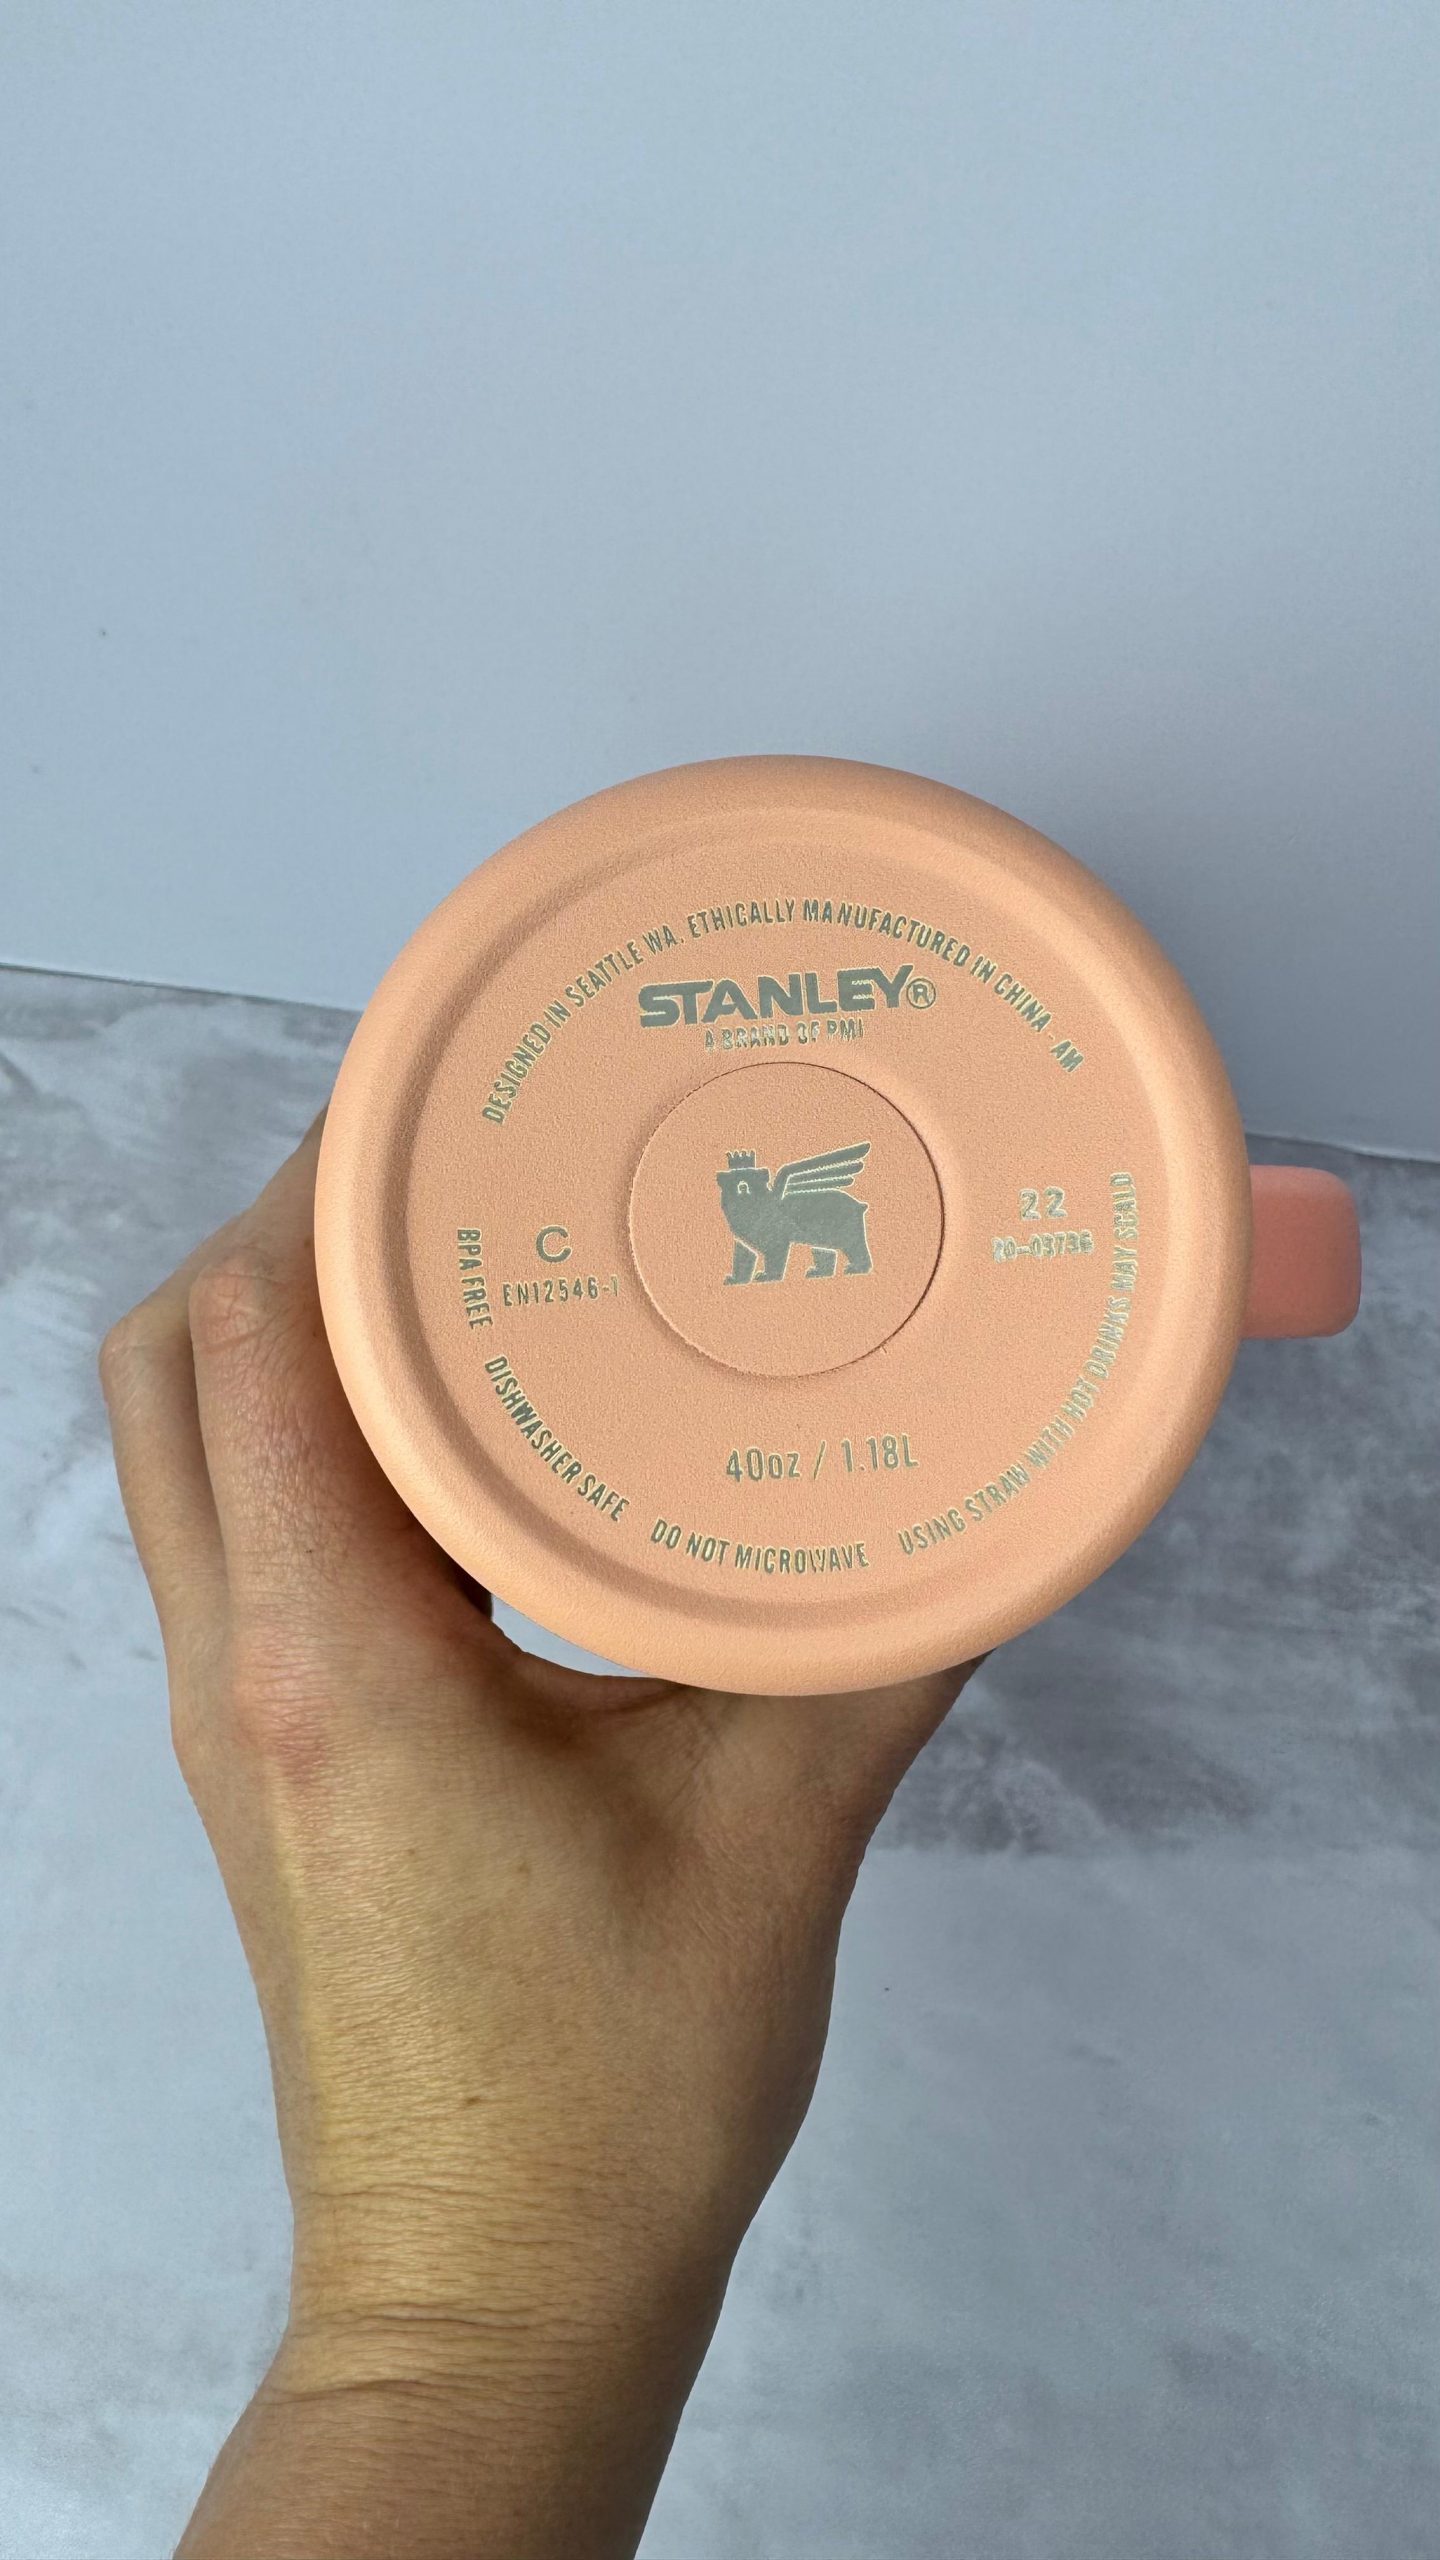 DESIGNED IN SEATTLE WA. ETHICALLY MANUFACTURED IN CHINA - AM
STANLEY®
A BRAND OF PMI
C
EN12546-1
22
40oz / 1.18L
BPA FREE DISHWASHER SAFE DO NOT MICROWAVE USING STRAW WITH HOT DRINKS MAY SCALD